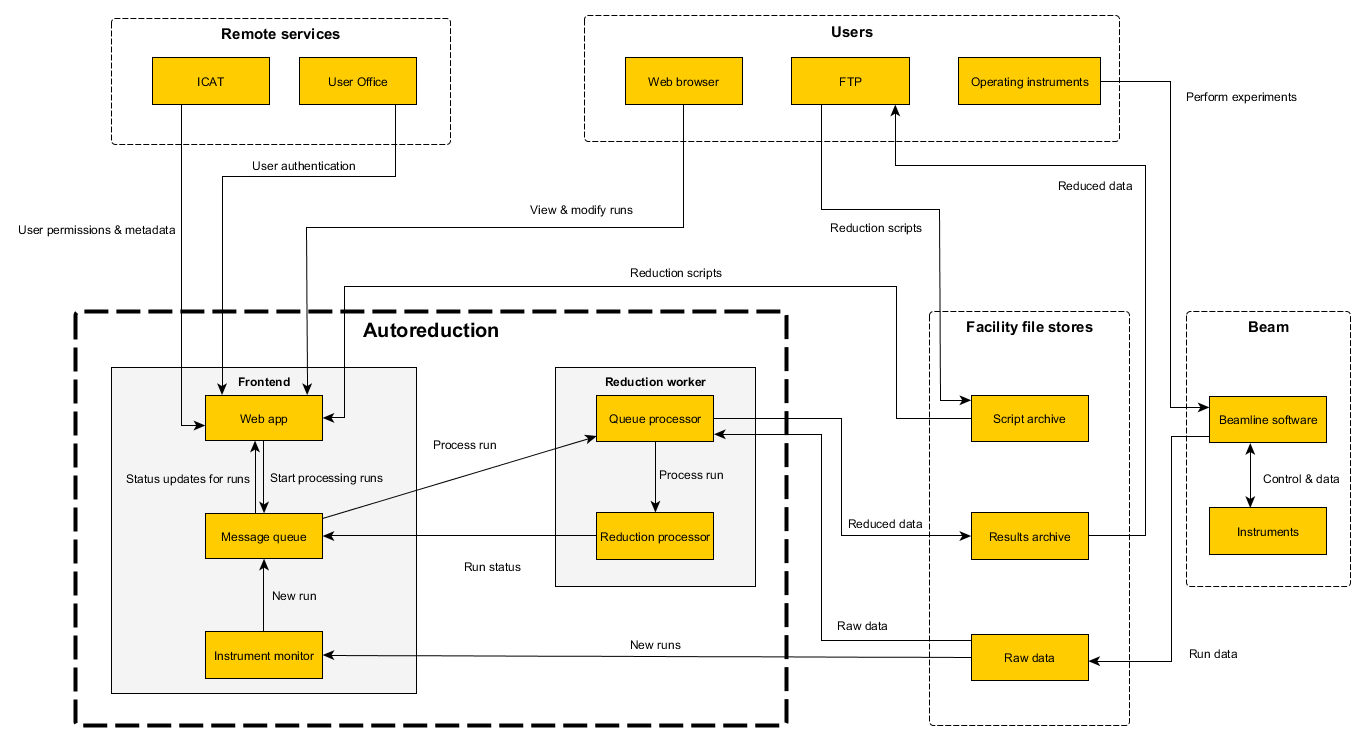 Remote services
Users
ICAT
User Office
Web browser
FTP
Operating instruments
Perform experiments
User authentication
Reduced data
View & modify runs
User permissions & metadata
Reduction scripts
Reduction scripts
Autoreduction
Facility file stores
Beam
Frontend
Reduction worker
Web app
Queue processor
Script archive
Beamline software
Process run
Status updates for runs
Start processing runs
Process run
Control & data
Reduced data
Message queue
Reduction processor
Results archive
Instruments
Run status
New run
Raw data
New runs
Instrument monitor
Raw data
Run data